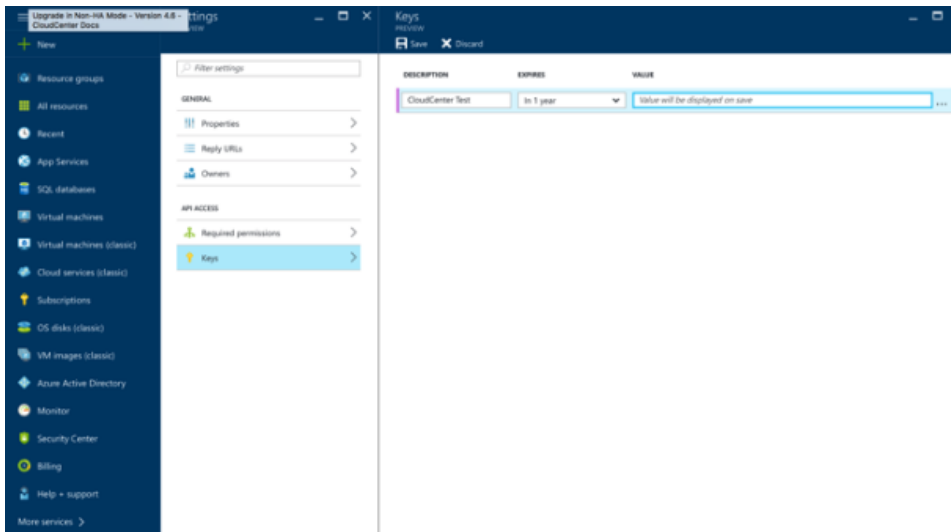 Upgrade in Non-HA Mode - Version 4.6 -
CloudCenter Docs
New
Resource groups
All resources
Recent
App Services
SQL databases
Virtual machines
Virtual machines (classic)
Cloud services (classic)
Subscriptions
OS disks (classic)
VM images (classic)
Azure Active Directory
Monitor
Security Center
Billing
Help + support
More services
ttings
Filter settings
GENERAL
Properties
Reply URLs
Owners
API ACCESS
Required permissions
Keys
Keys
PREVIEW
Save Discard
DESCRIPTION EXPIRES VALUE
CloudCenter Test In 1 year Value will be displayed on save